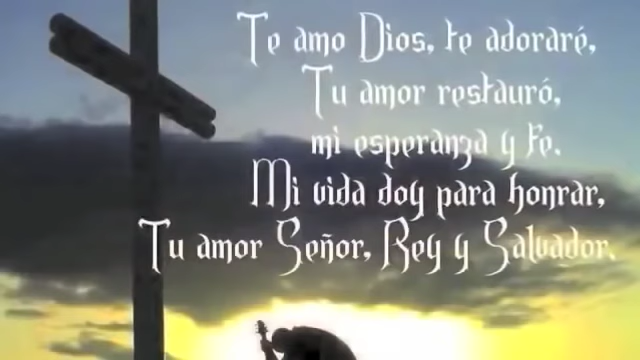 Te amo Dios, te adoraré,
Tu amor restauró,
mi esperanza y fe.
Mi vida doy para honrar,
Tu amor Señor, Rey y Salvador.